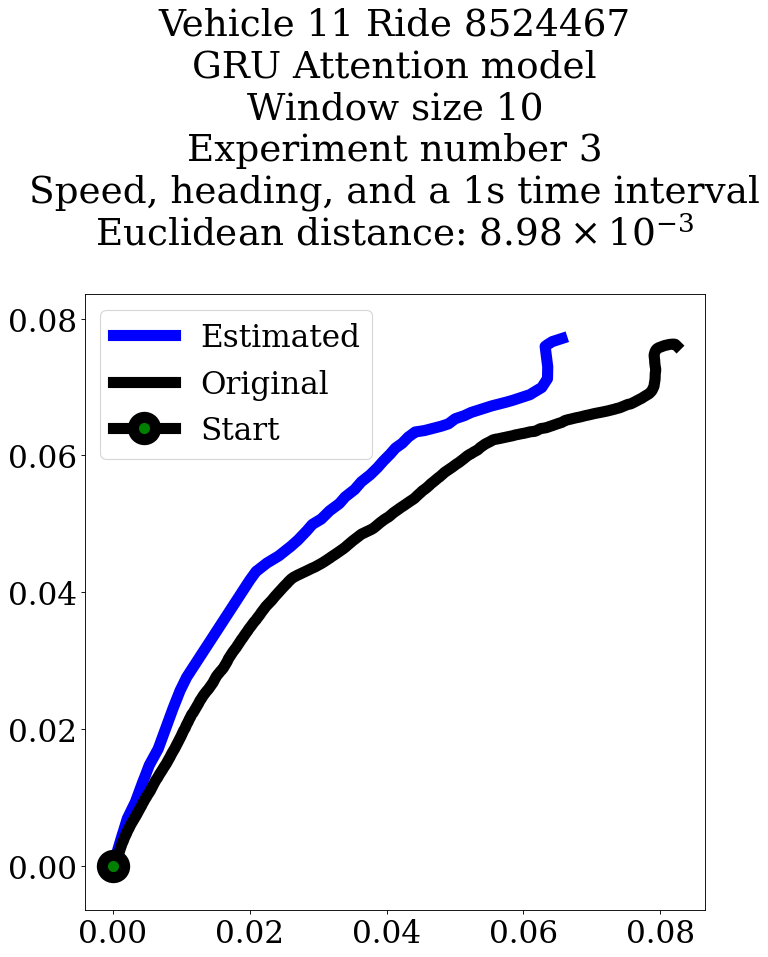 Vehicle 11 Ride 8524467
GRU Attention model
Window size 10
Experiment number 3
Speed, heading, and a 1s time interval
Euclidean distance: 8.98 × 10⁻³
Estimated
Original
Start
0.08
0.06
0.04
0.02
0.00
0.00 0.02 0.04 0.06 0.08